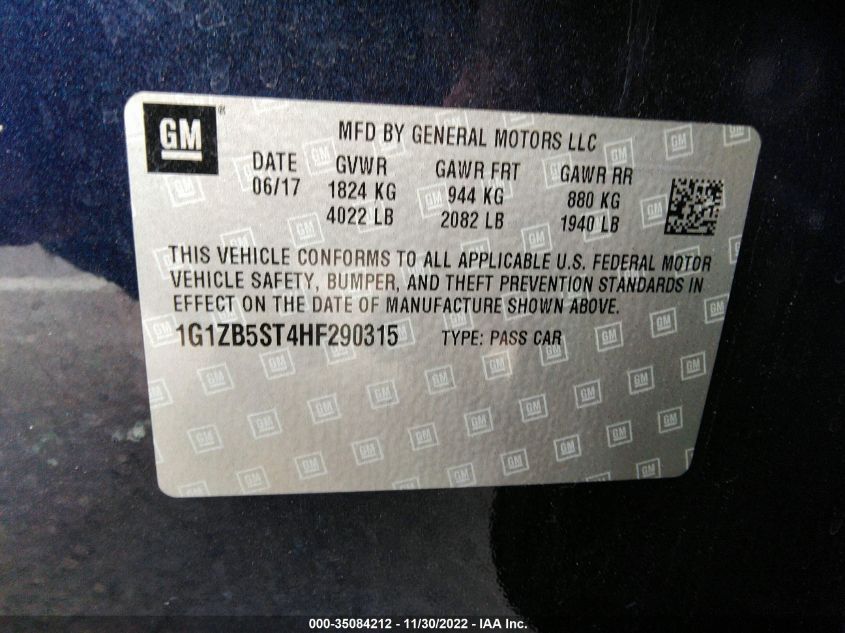 GM ®
MFD BY GENERAL MOTORS LLC
DATE GVWR GAWR FRT GAWR RR
06/17 1824 KG 944 KG 880 KG
4022 LB 2082 LB 1940 LB
THIS VEHICLE CONFORMS TO ALL APPLICABLE U.S. FEDERAL MOTOR
VEHICLE SAFETY, BUMPER, AND THEFT PREVENTION STANDARDS IN
EFFECT ON THE DATE OF MANUFACTURE SHOWN ABOVE.
1G1ZB5ST4HF290315 TYPE: PASS CAR
000-35084212 - 11/30/2022 - IAA Inc.